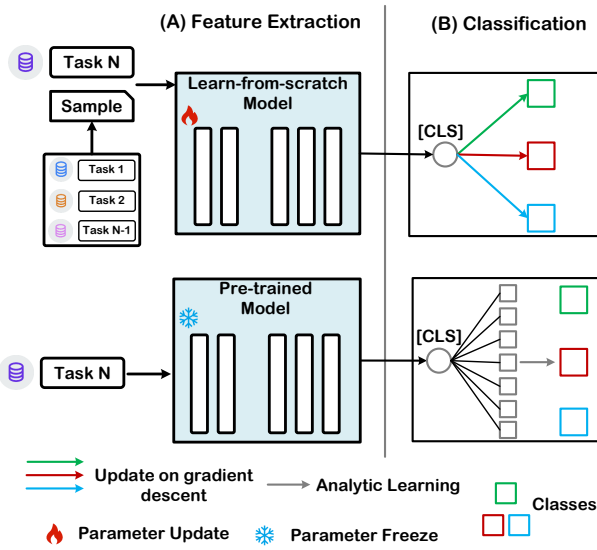 (A) Feature Extraction
(B) Classification
Task N
Sample
Task 1
Task 2
Task N-1
Learn-from-scratch
Model
[CLS]
Task N
Pre-trained
Model
[CLS]
Update on gradient
descent
Analytic Learning
Classes
Parameter Update
Parameter Freeze